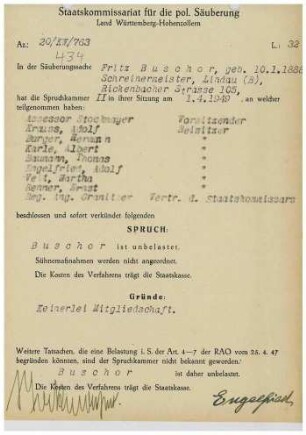 Staatskommissariat für die pol. Säuberung
Land Württemberg-Hohenzollern
Az: 20/LI/763 L: 32
434
In der Säuberungssache Fritz Buschor, geb. 10.1.1886
Schreinermeister, Lindau (B),
Rickenbacher Strasse 105,
hat die Spruchkammer II in ihrer Sitzung am 1.4.1949, an welcher
teilgenommen haben:
Assessor Stockmayer Vorsitzender
Krauss, Adolf Beisitzer
Burger, Hermann "
Karle, Albert "
Baumann, Thomas "
Engelfried, Adolf "
Veit, Martha "
Renner, Ernst "
Reg. Ang. Granitzer Vertr. d. Staatskommissars
beschlossen und sofort verkündet folgenden
SPRUCH:
Buschor ist unbelastet.
Sühnemaßnahmen werden nicht angeordnet.
Die Kosten des Verfahrens trägt die Staatskasse.
Gründe:
Keinerlei Mitgliedschaft.
Weitere Tatsachen, die eine Belastung i. S. der Art. 4—7 der RAO vom 25. 4. 47
begründen können, sind der Spruchkammer nicht bekannt geworden.
Buschor ist daher unbelastet.
Die Kosten des Verfahrens trägt die Staatskasse.
Engelfried